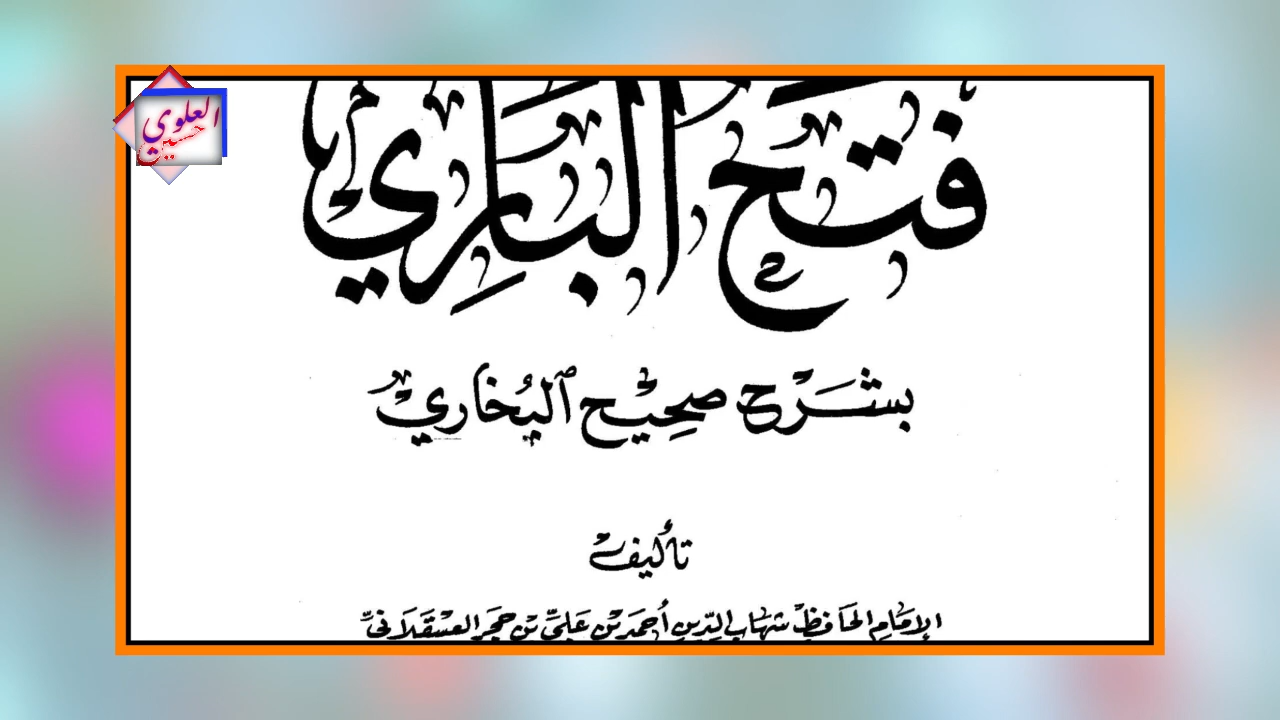 العلوي
حسين
فتح الباري
بشرح صحيح البخاري
تأليف
الإمام الحافظ شهاب الدين أحمد بن علي بن حجر العسقلاني